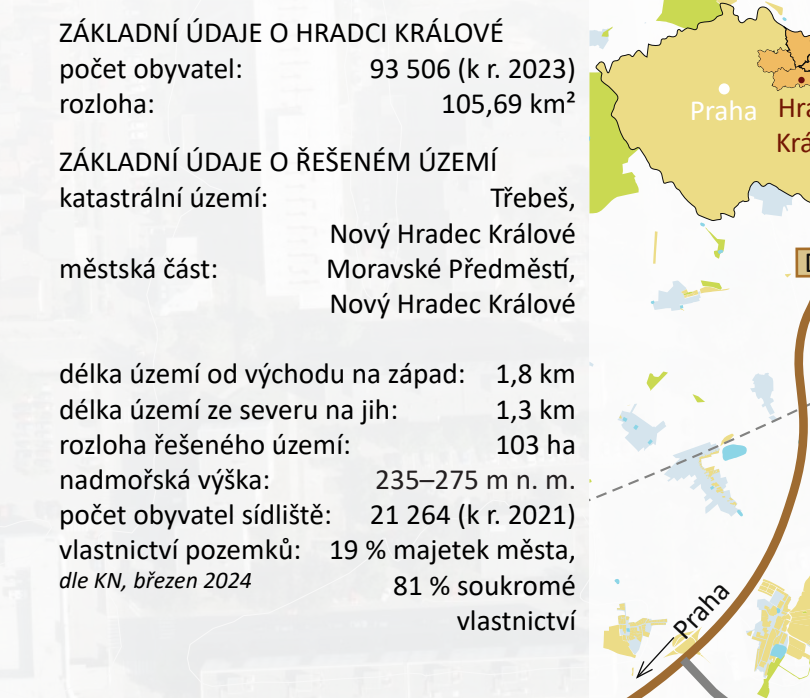 ZÁKLADNÍ ÚDAJE O HRADCI KRÁLOVÉ
počet obyvatel: 93 506 (k r. 2023)
rozloha: 105,69 km²
ZÁKLADNÍ ÚDAJE O ŘEŠENÉM ÚZEMÍ
katastrální území: Třebeš,
Nový Hradec Králové
městská část: Moravské Předměstí,
Nový Hradec Králové
délka území od východu na západ: 1,8 km
délka území ze severu na jih: 1,3 km
rozloha řešeného území: 103 ha
nadmořská výška: 235–275 m n. m.
počet obyvatel sídliště: 21 264 (k r. 2021)
vlastnictví pozemků: 19 % majetek města,
dle KN, březen 2024 81 % soukromé
vlastnictví
Praha
Hra
Krá
D
Praha